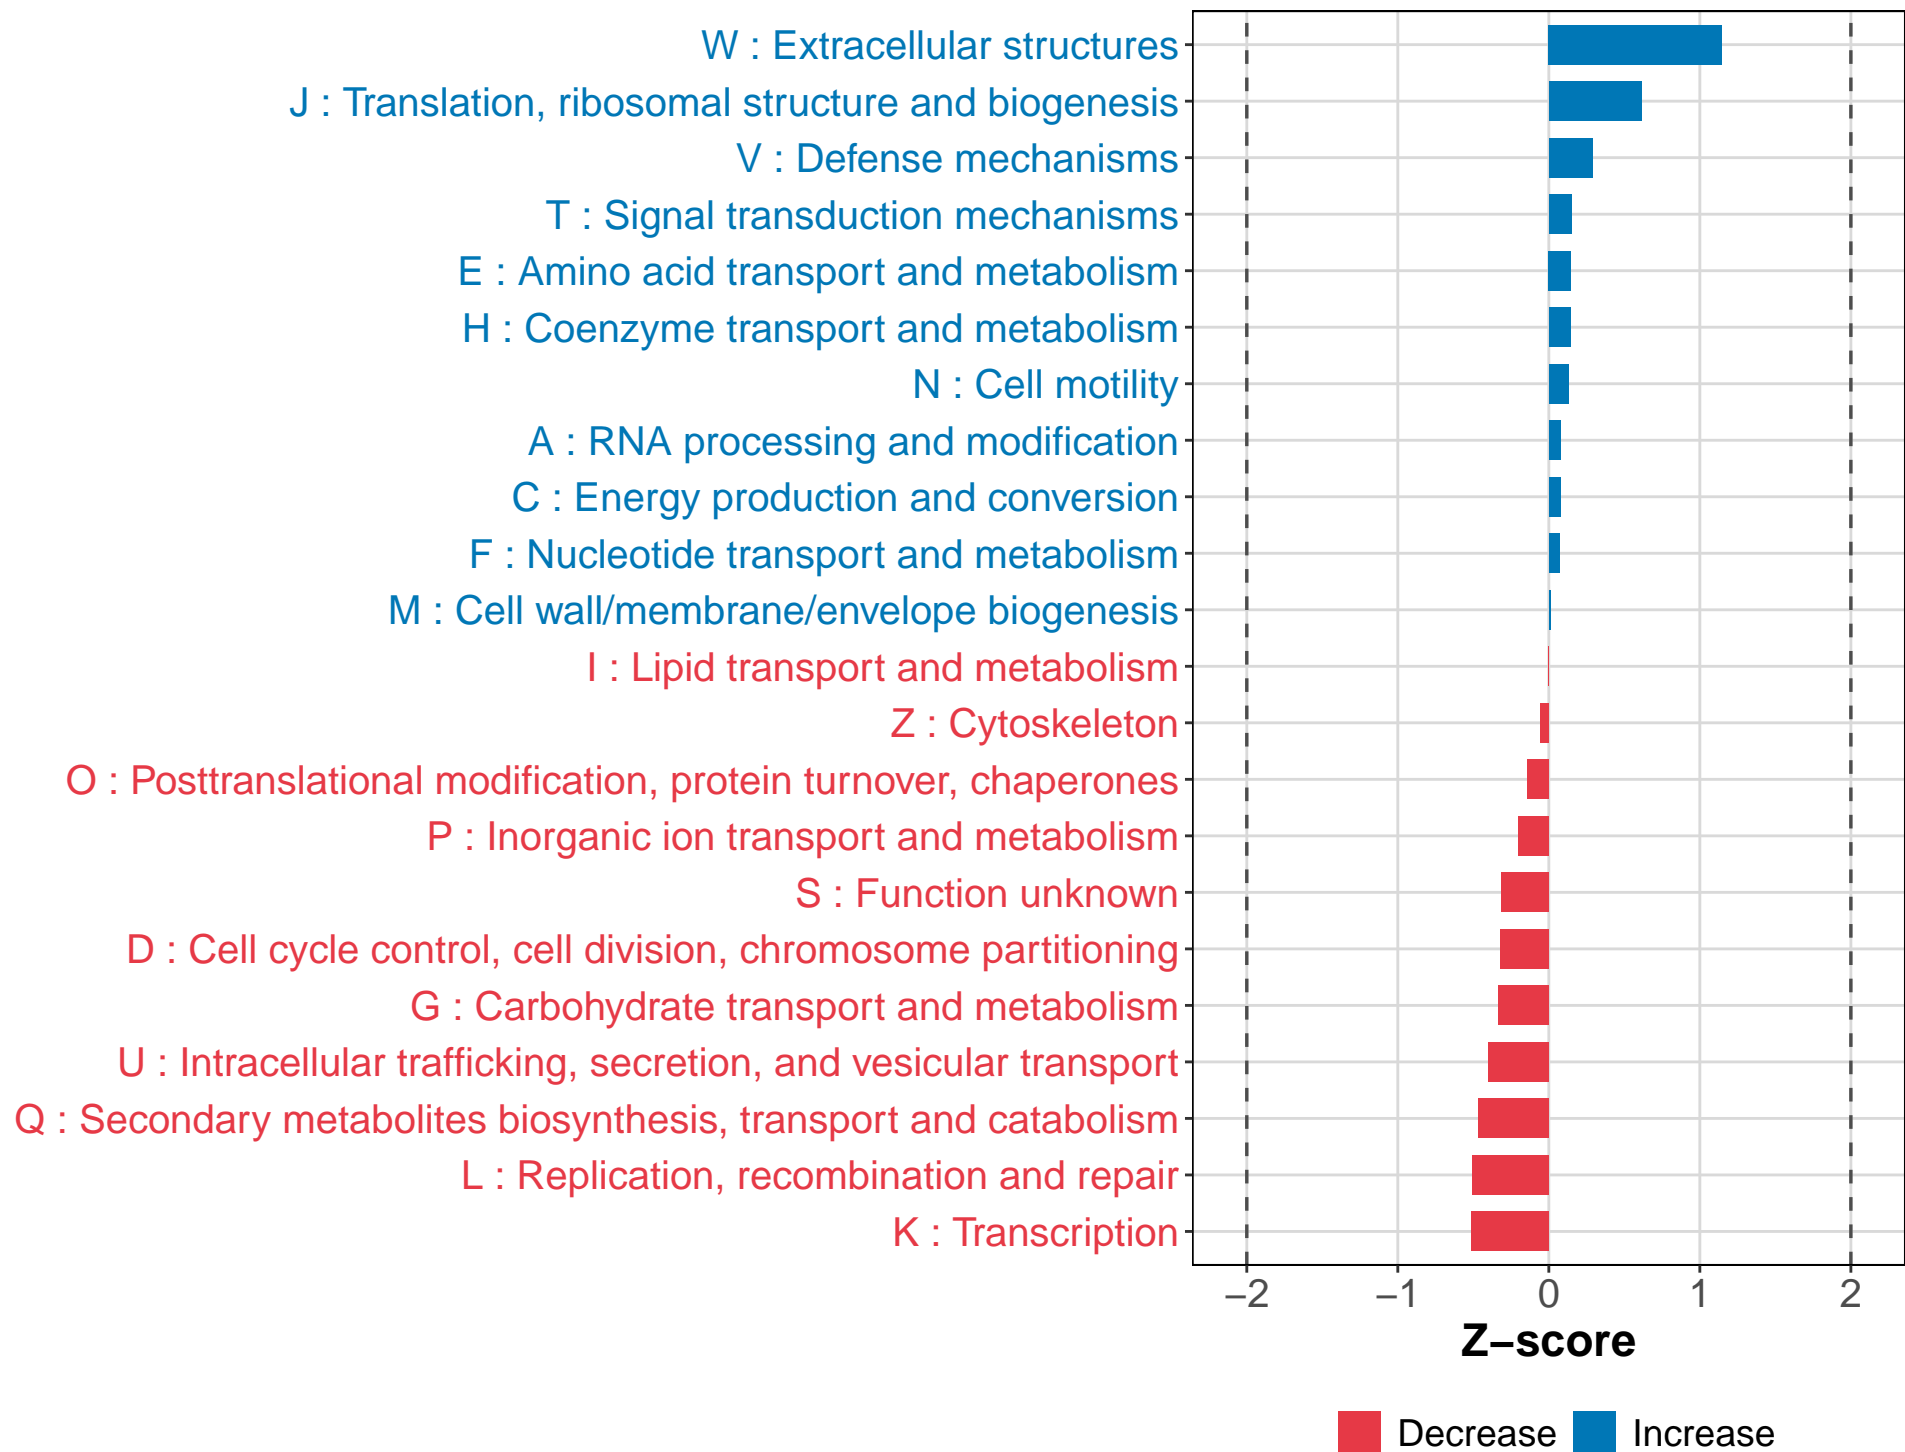 W : Extracellular structures
J : Translation, ribosomal structure and biogenesis
V : Defense mechanisms
T : Signal transduction mechanisms
E : Amino acid transport and metabolism
H : Coenzyme transport and metabolism
N : Cell motility
A : RNA processing and modification
C : Energy production and conversion
F : Nucleotide transport and metabolism
M : Cell wall/membrane/envelope biogenesis
I : Lipid transport and metabolism
Z : Cytoskeleton
O : Posttranslational modification, protein turnover, chaperones
P : Inorganic ion transport and metabolism
S : Function unknown
D : Cell cycle control, cell division, chromosome partitioning
G : Carbohydrate transport and metabolism
U : Intracellular trafficking, secretion, and vesicular transport
Q : Secondary metabolites biosynthesis, transport and catabolism
L : Replication, recombination and repair
K : Transcription
−2 −1 0 1 2
Z−score
Decrease Increase